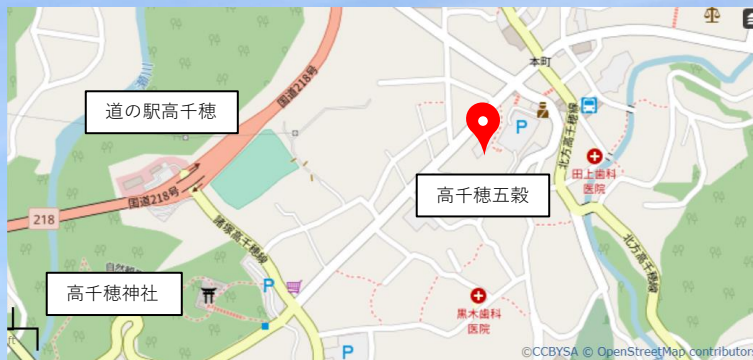 本町
国道218号
道の駅高千穂
P
北方高千穂線
田上歯科
医院
高千穂五穀
国道218号
218
諸塚高千穂線
北方高千穂線
高千穂神社
P
黒木歯科
医院
P
©CCBYSA © OpenStreetMap contributors